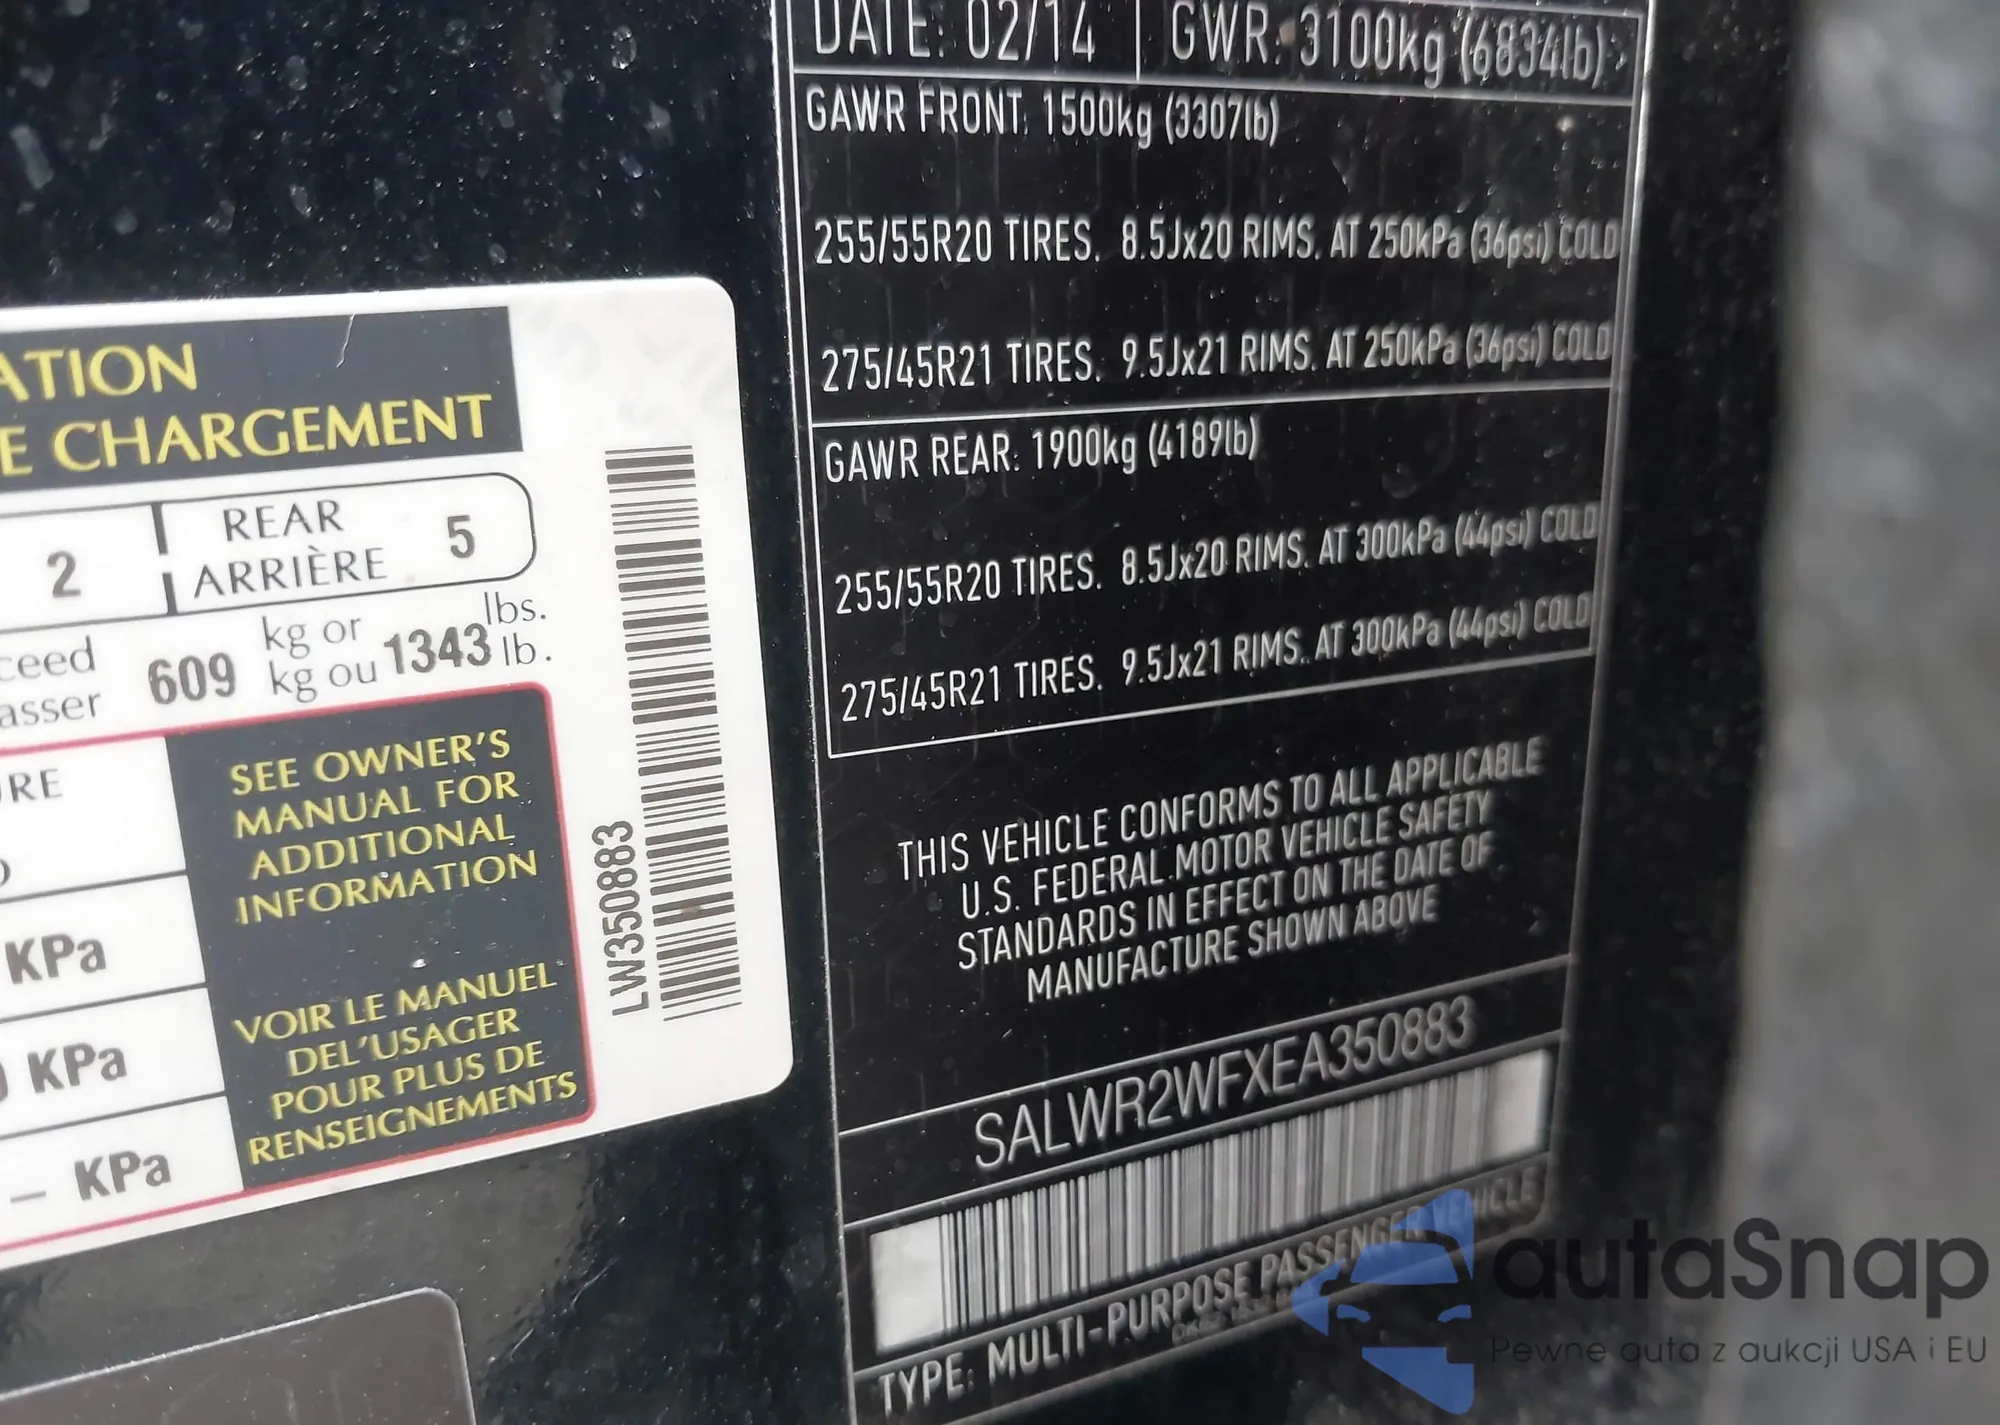 DATE: 02/14
GWR: 3100kg (6834lb)
GAWR FRONT: 1500kg (3307lb)
255/55R20 TIRES. 8.5Jx20 RIMS. AT 250kPa (36psi) COLD
275/45R21 TIRES. 9.5Jx21 RIMS. AT 250kPa (36psi) COLD
GAWR REAR: 1900kg (4189lb)
255/55R20 TIRES. 8.5Jx20 RIMS. AT 300kPa (44psi) COLD
275/45R21 TIRES. 9.5Jx21 RIMS. AT 300kPa (44psi) COLD
THIS VEHICLE CONFORMS TO ALL APPLICABLE
U.S. FEDERAL MOTOR VEHICLE SAFETY
STANDARDS IN EFFECT ON THE DATE OF
MANUFACTURE SHOWN ABOVE
SALWR2WFXEA350883
TYPE: MULTI-PURPOSE PASSENGER VEHICLE
ATION
E CHARGEMENT
2
REAR
ARRIÈRE
5
ceed
asser
609
kg or
kg ou
1343
lbs.
lb.
URE
SEE OWNER'S
MANUAL FOR
ADDITIONAL
INFORMATION
VOIR LE MANUEL
DEL'USAGER
POUR PLUS DE
RENSEIGNEMENTS
KPa
KPa
– KPa
LW350883
autaSnap
Pewne auta z aukcji USA i EU